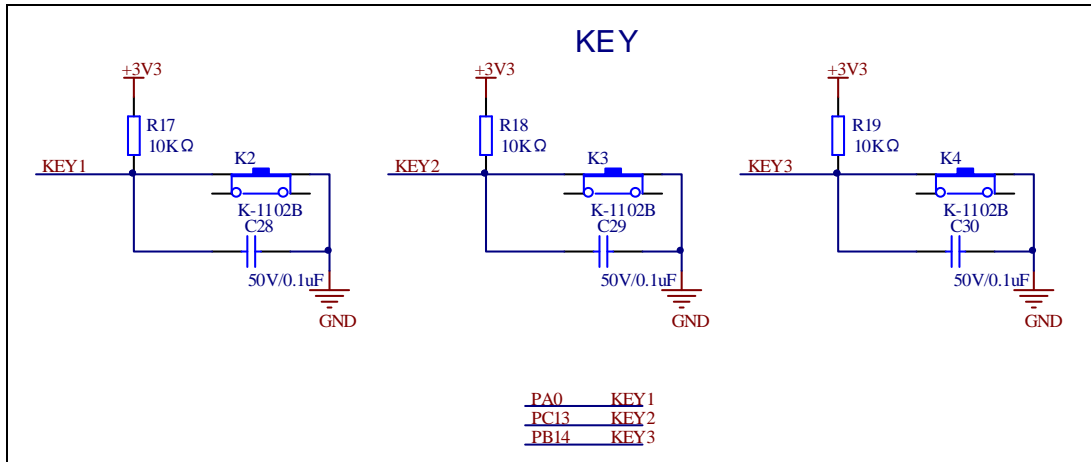 KEY
+3V3 +3V3 +3V3
R17 R18 R19
10KΩ 10KΩ 10KΩ
KEY1 K2 KEY2 K3 KEY3 K4
K-1102B K-1102B K-1102B
C28 C29 C30
50V/0.1uF 50V/0.1uF 50V/0.1uF
GND GND GND
PA0 KEY1
PC13 KEY2
PB14 KEY3